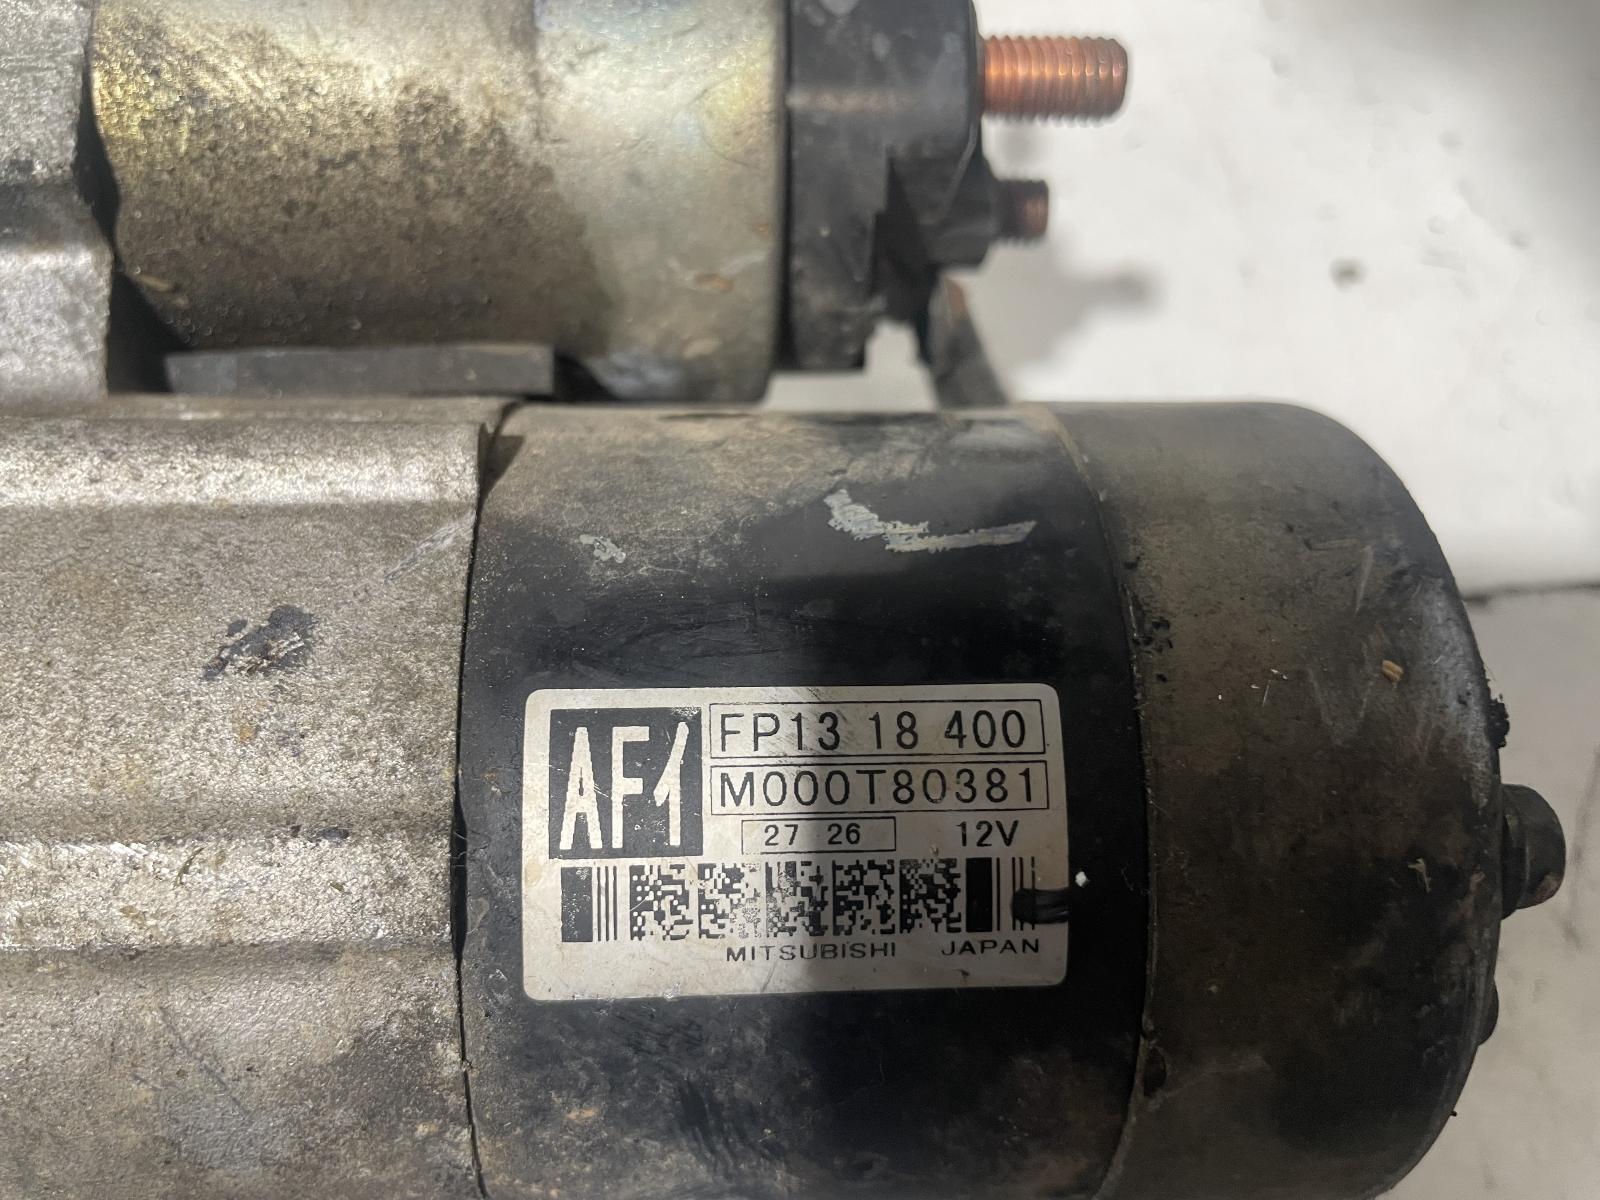 AF1
FP13 18 400
M000T80381
27 26 12V
MITSUBISHI JAPAN